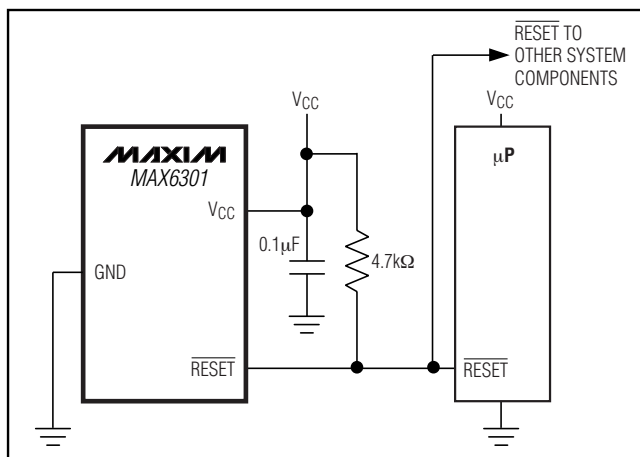 RESET TO
OTHER SYSTEM
COMPONENTS
VCC
VCC
MAXIM
MAX6301
μP
VCC
0.1μF
4.7kΩ
GND
RESET
RESET